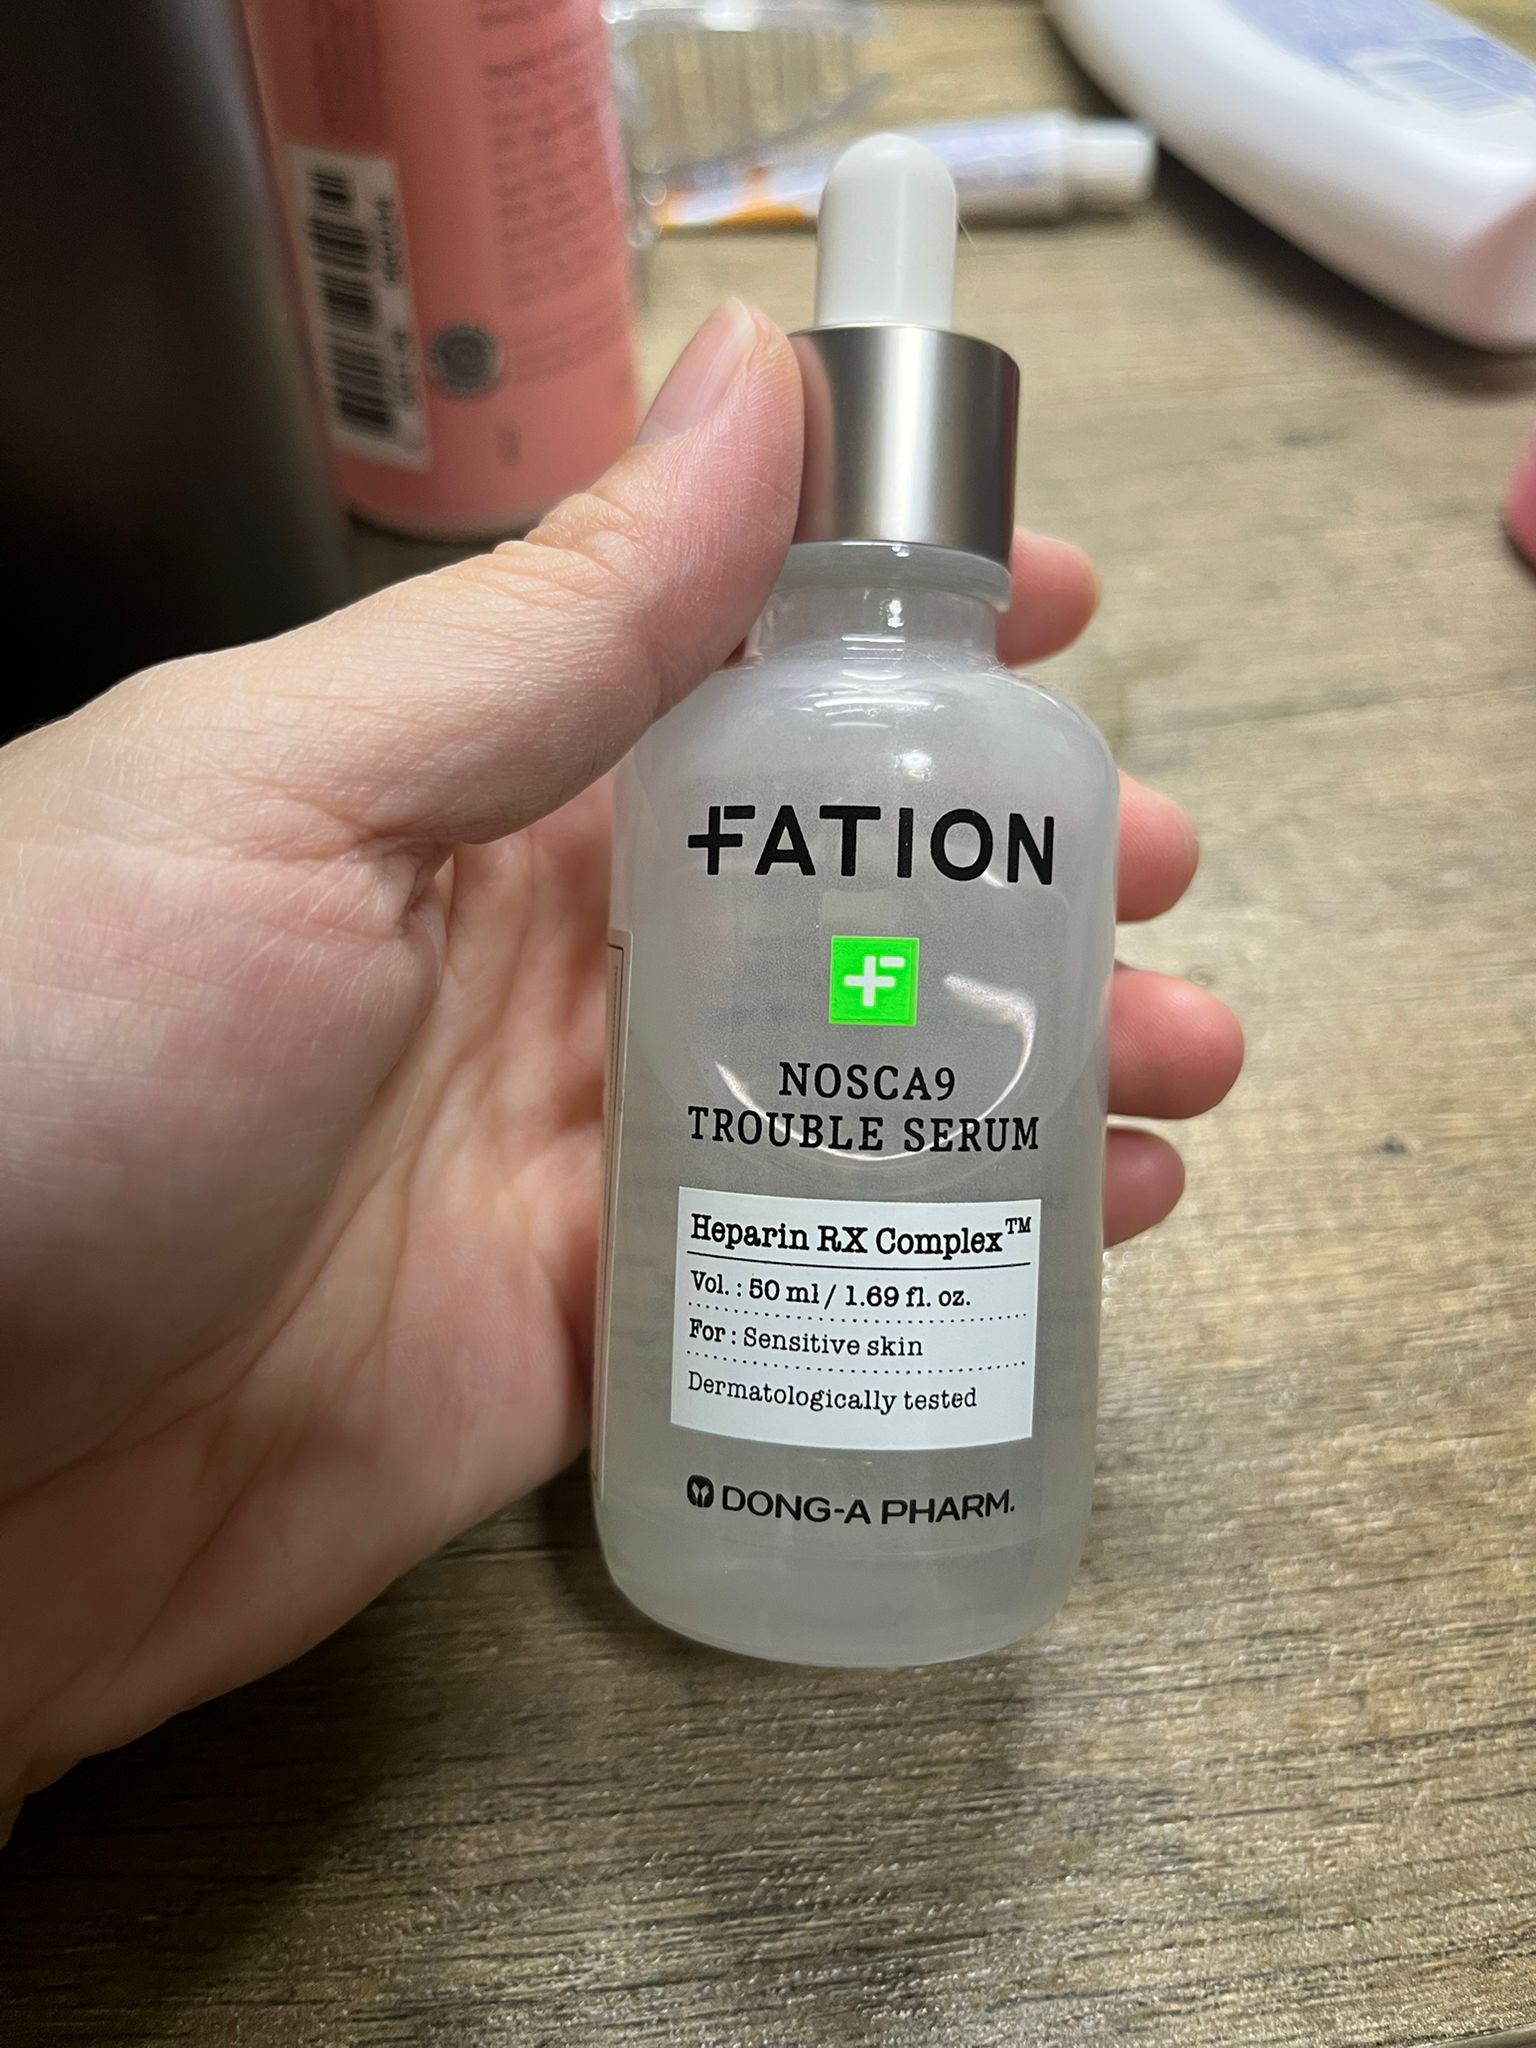 FATION
NOSCA9
TROUBLE SERUM
Heparin RX Complex™
Vol. : 50 ml / 1.69 fl. oz.
For : Sensitive skin
Dermatologically tested
DONG-A PHARM.